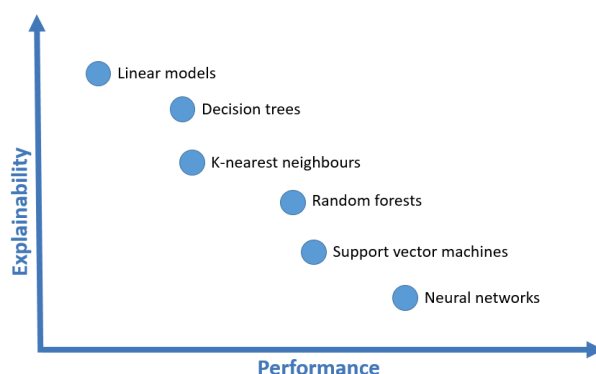 Linear models
Decision trees
K-nearest neighbours
Random forests
Support vector machines
Neural networks
Explainability
Performance